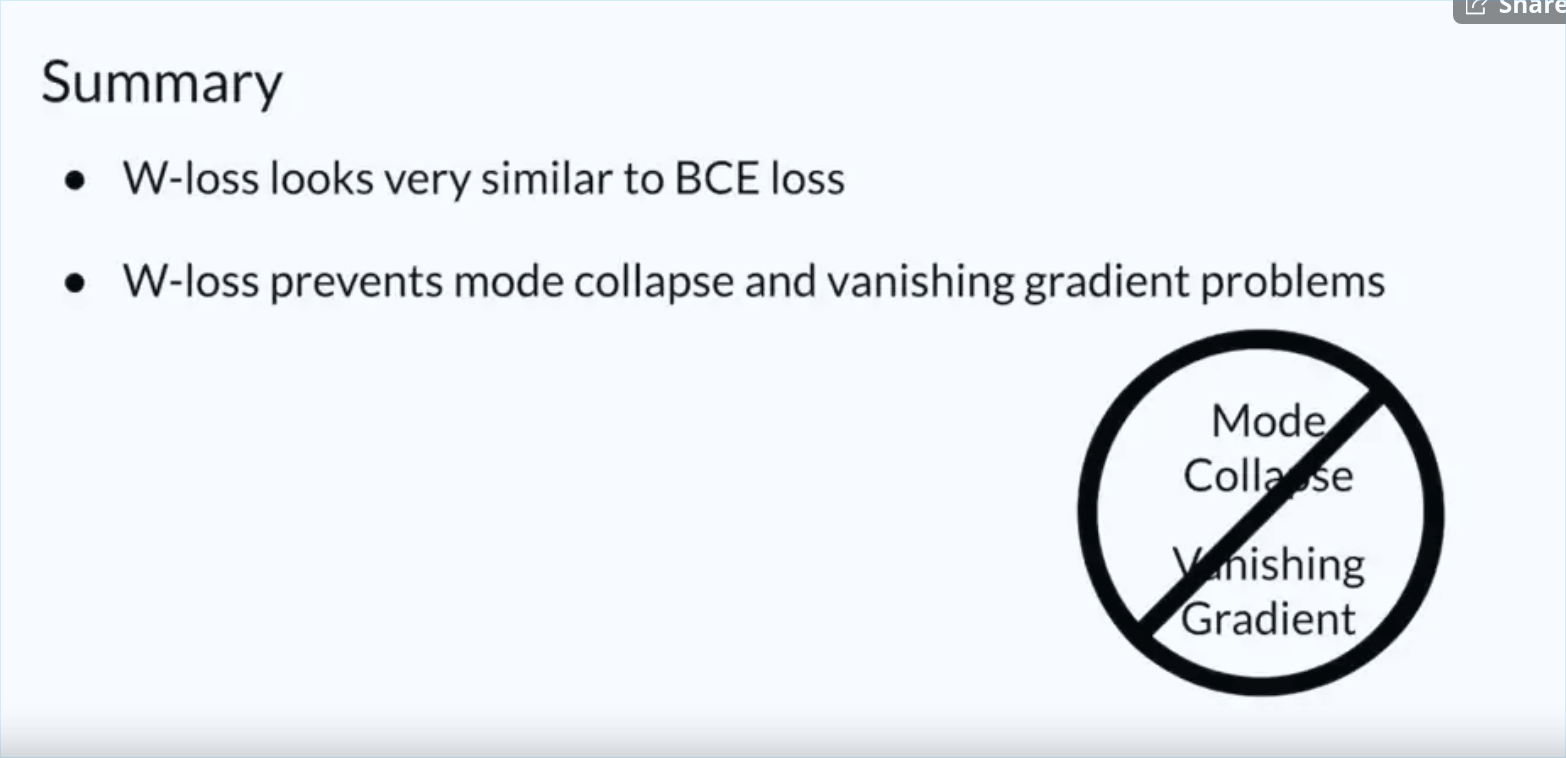 Share
Summary
● W-loss looks very similar to BCE loss
● W-loss prevents mode collapse and vanishing gradient problems
Mode
Collapse
Vanishing
Gradient